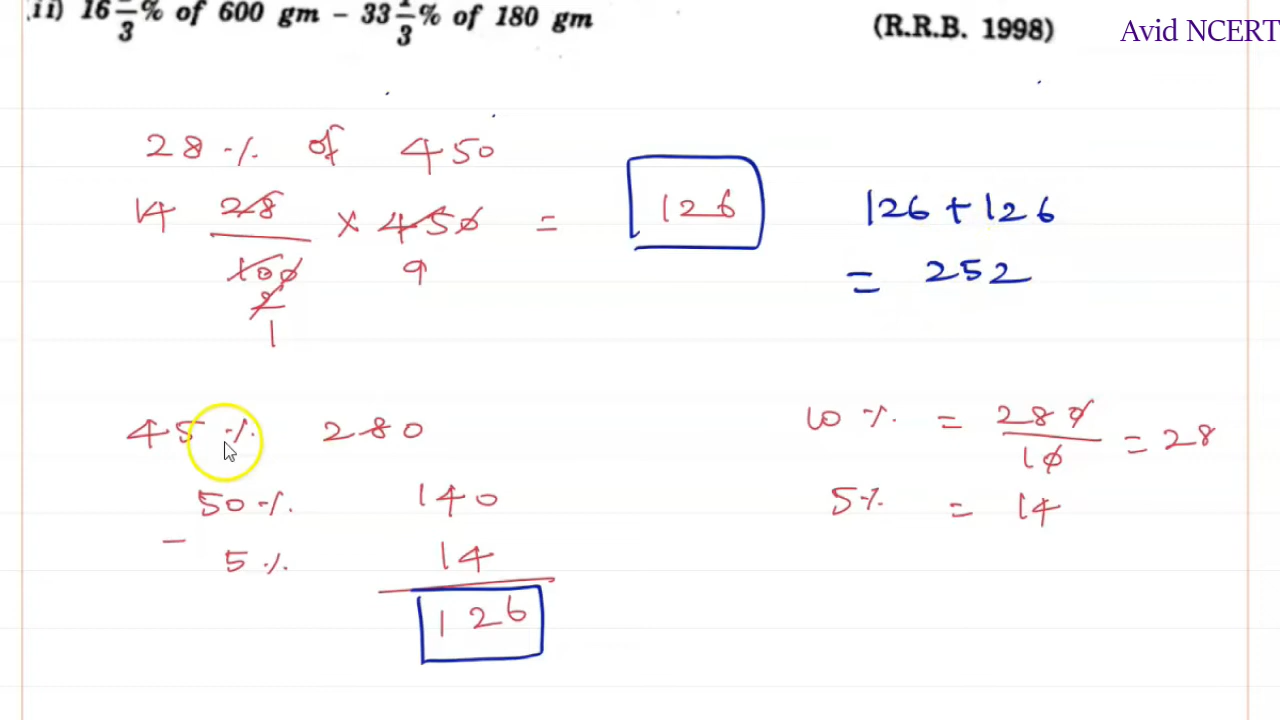 ii) 16 2/3 % of 600 gm – 33 1/3 % of 180 gm (R.R.B. 1998) Avid NCERT
28 % of 450
14 28/100 × 450 = 126
9
2
1
126 + 126
= 252
45 % 280
50 % 140
– 5 % 14
126
10 % = 280/10 = 28
5 % = 14